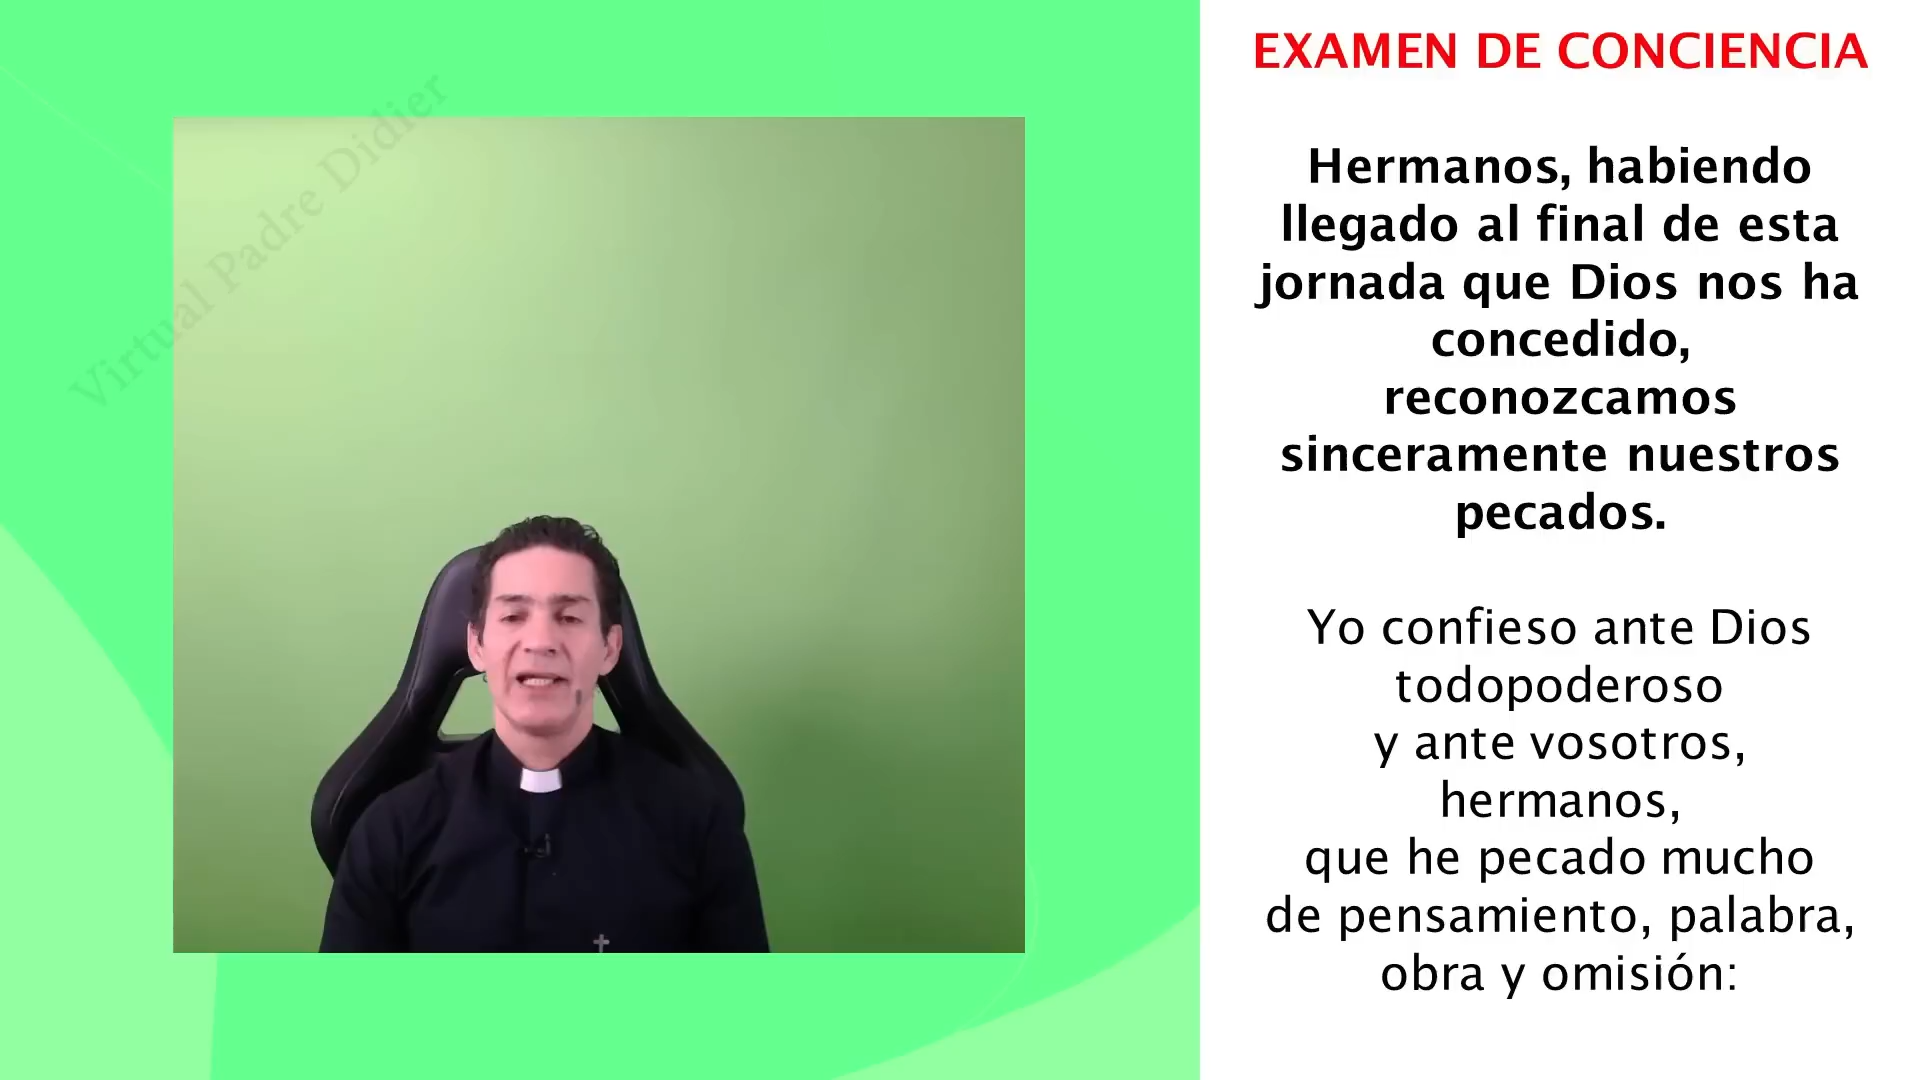 Virtual Padre Didier
EXAMEN DE CONCIENCIA
Hermanos, habiendo
llegado al final de esta
jornada que Dios nos ha
concedido,
reconozcamos
sinceramente nuestros
pecados.
Yo confieso ante Dios
todopoderoso
y ante vosotros,
hermanos,
que he pecado mucho
de pensamiento, palabra,
obra y omisión: